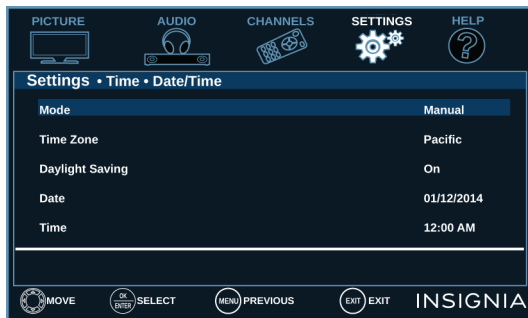 PICTURE AUDIO CHANNELS SETTINGS HELP
?
Settings • Time • Date/Time
Mode Manual
Time Zone Pacific
Daylight Saving On
Date 01/12/2014
Time 12:00 AM
MOVE OK ENTER SELECT MENU PREVIOUS EXIT EXIT INSIGNIA